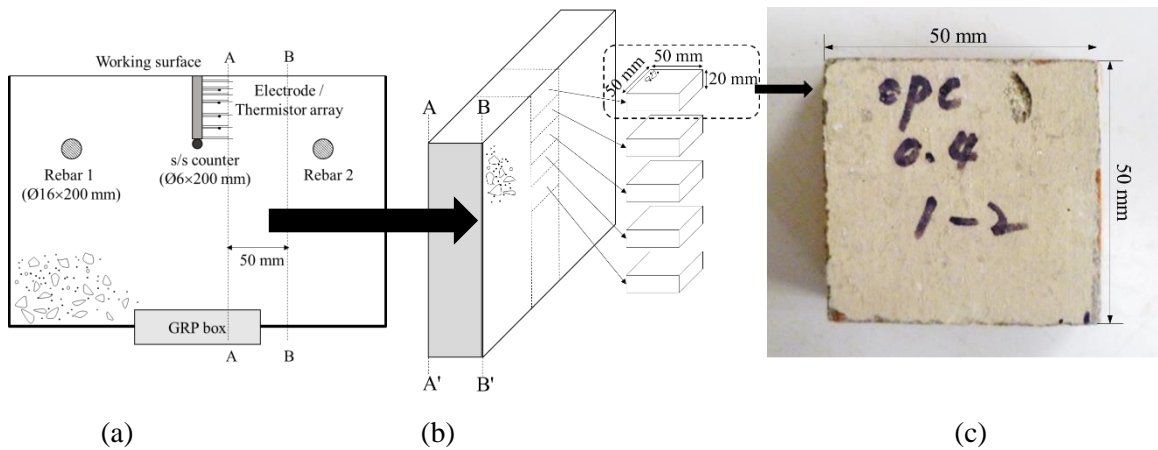 Working surface
A
B
Electrode /
Thermistor array
s/s counter
(Ø6×200 mm)
Rebar 1
(Ø16×200 mm)
Rebar 2
50 mm
GRP box
A
B
(a)
A
B
50 mm
50 mm
20 mm
A'
B'
(b)
50 mm
50 mm
opc
0.4
1-2
(c)